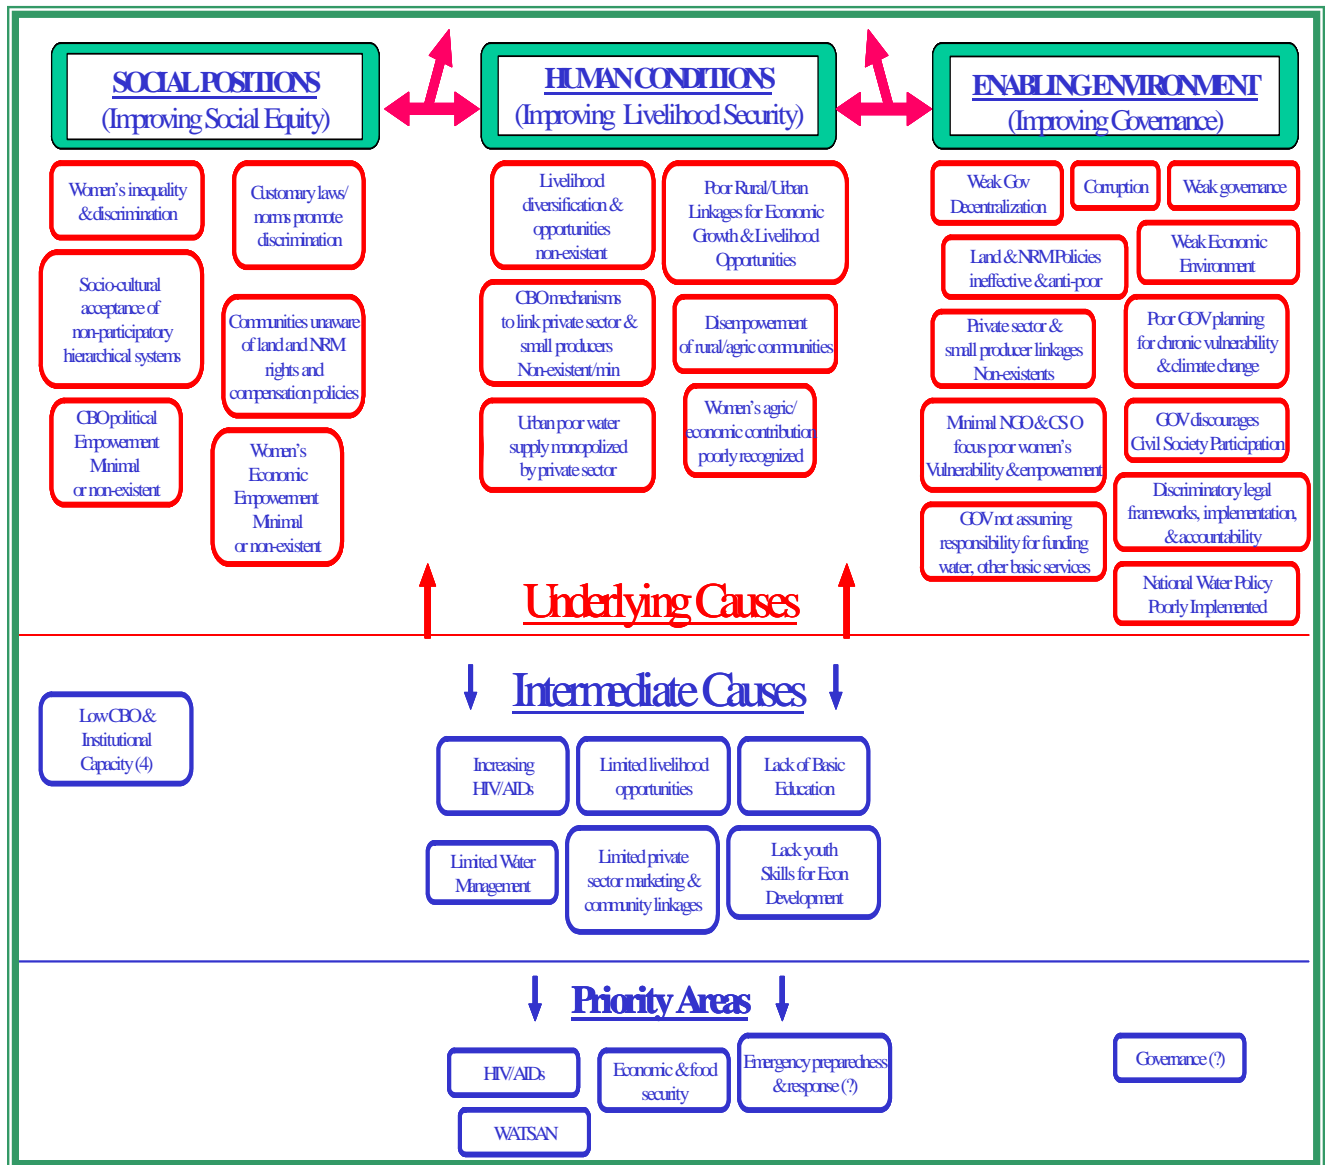 SOCIAL POSITIONS
(Improving Social Equity)
HUMAN CONDITIONS
(Improving Livelihood Security)
ENABLING ENVIRONMENT
(Improving Governance)
Women's inequality
& discrimination
Customary laws/
norms promote
discrimination
Socio-cultural
acceptance of
non-participatory
hierarchical systems
Communities unaware
of land and NRM
rights and
compensation policies
CBO political
Empowerment
Minimal
or non-existent
Women's
Economic
Empowerment
Minimal
or non-existent
Livelihood
diversification &
opportunities
non-existent
Poor Rural/Urban
Linkages for Economic
Growth & Livelihood
Opportunities
CBO mechanisms
to link private sector &
small producers
Non-existent/min
Disempowerment
of rural/agric communities
Urban poor water
supply monopolized
by private sector
Women's agric/
economic contribution
poorly recognized
Weak Gov
Decentralization
Corruption
Weak governance
Land & NRM Policies
ineffective & anti-poor
Weak Economic
Environment
Private sector &
small producer linkages
Non-existents
Poor GOV planning
for chronic vulnerability
& climate change
Minimal NGO & CSO
focus poor women's
Vulnerability & empowerment
GOV discourages
Civil Society Participation
Discriminatory legal
frameworks, implementation,
& accountability
GOV not assuming
responsibility for funding
water, other basic services
National Water Policy
Poorly Implemented
Underlying Causes
Intermediate Causes
Low CBO &
Institutional
Capacity (4)
Increasing
HIV/AIDs
Limited livelihood
opportunities
Lack of Basic
Education
Limited Water
Management
Limited private
sector marketing &
community linkages
Lack youth
Skills for Econ
Development
Priority Areas
HIV/AIDs
Economic & food
security
Emergency preparedness
& response (?)
Governance (?)
WATSAN